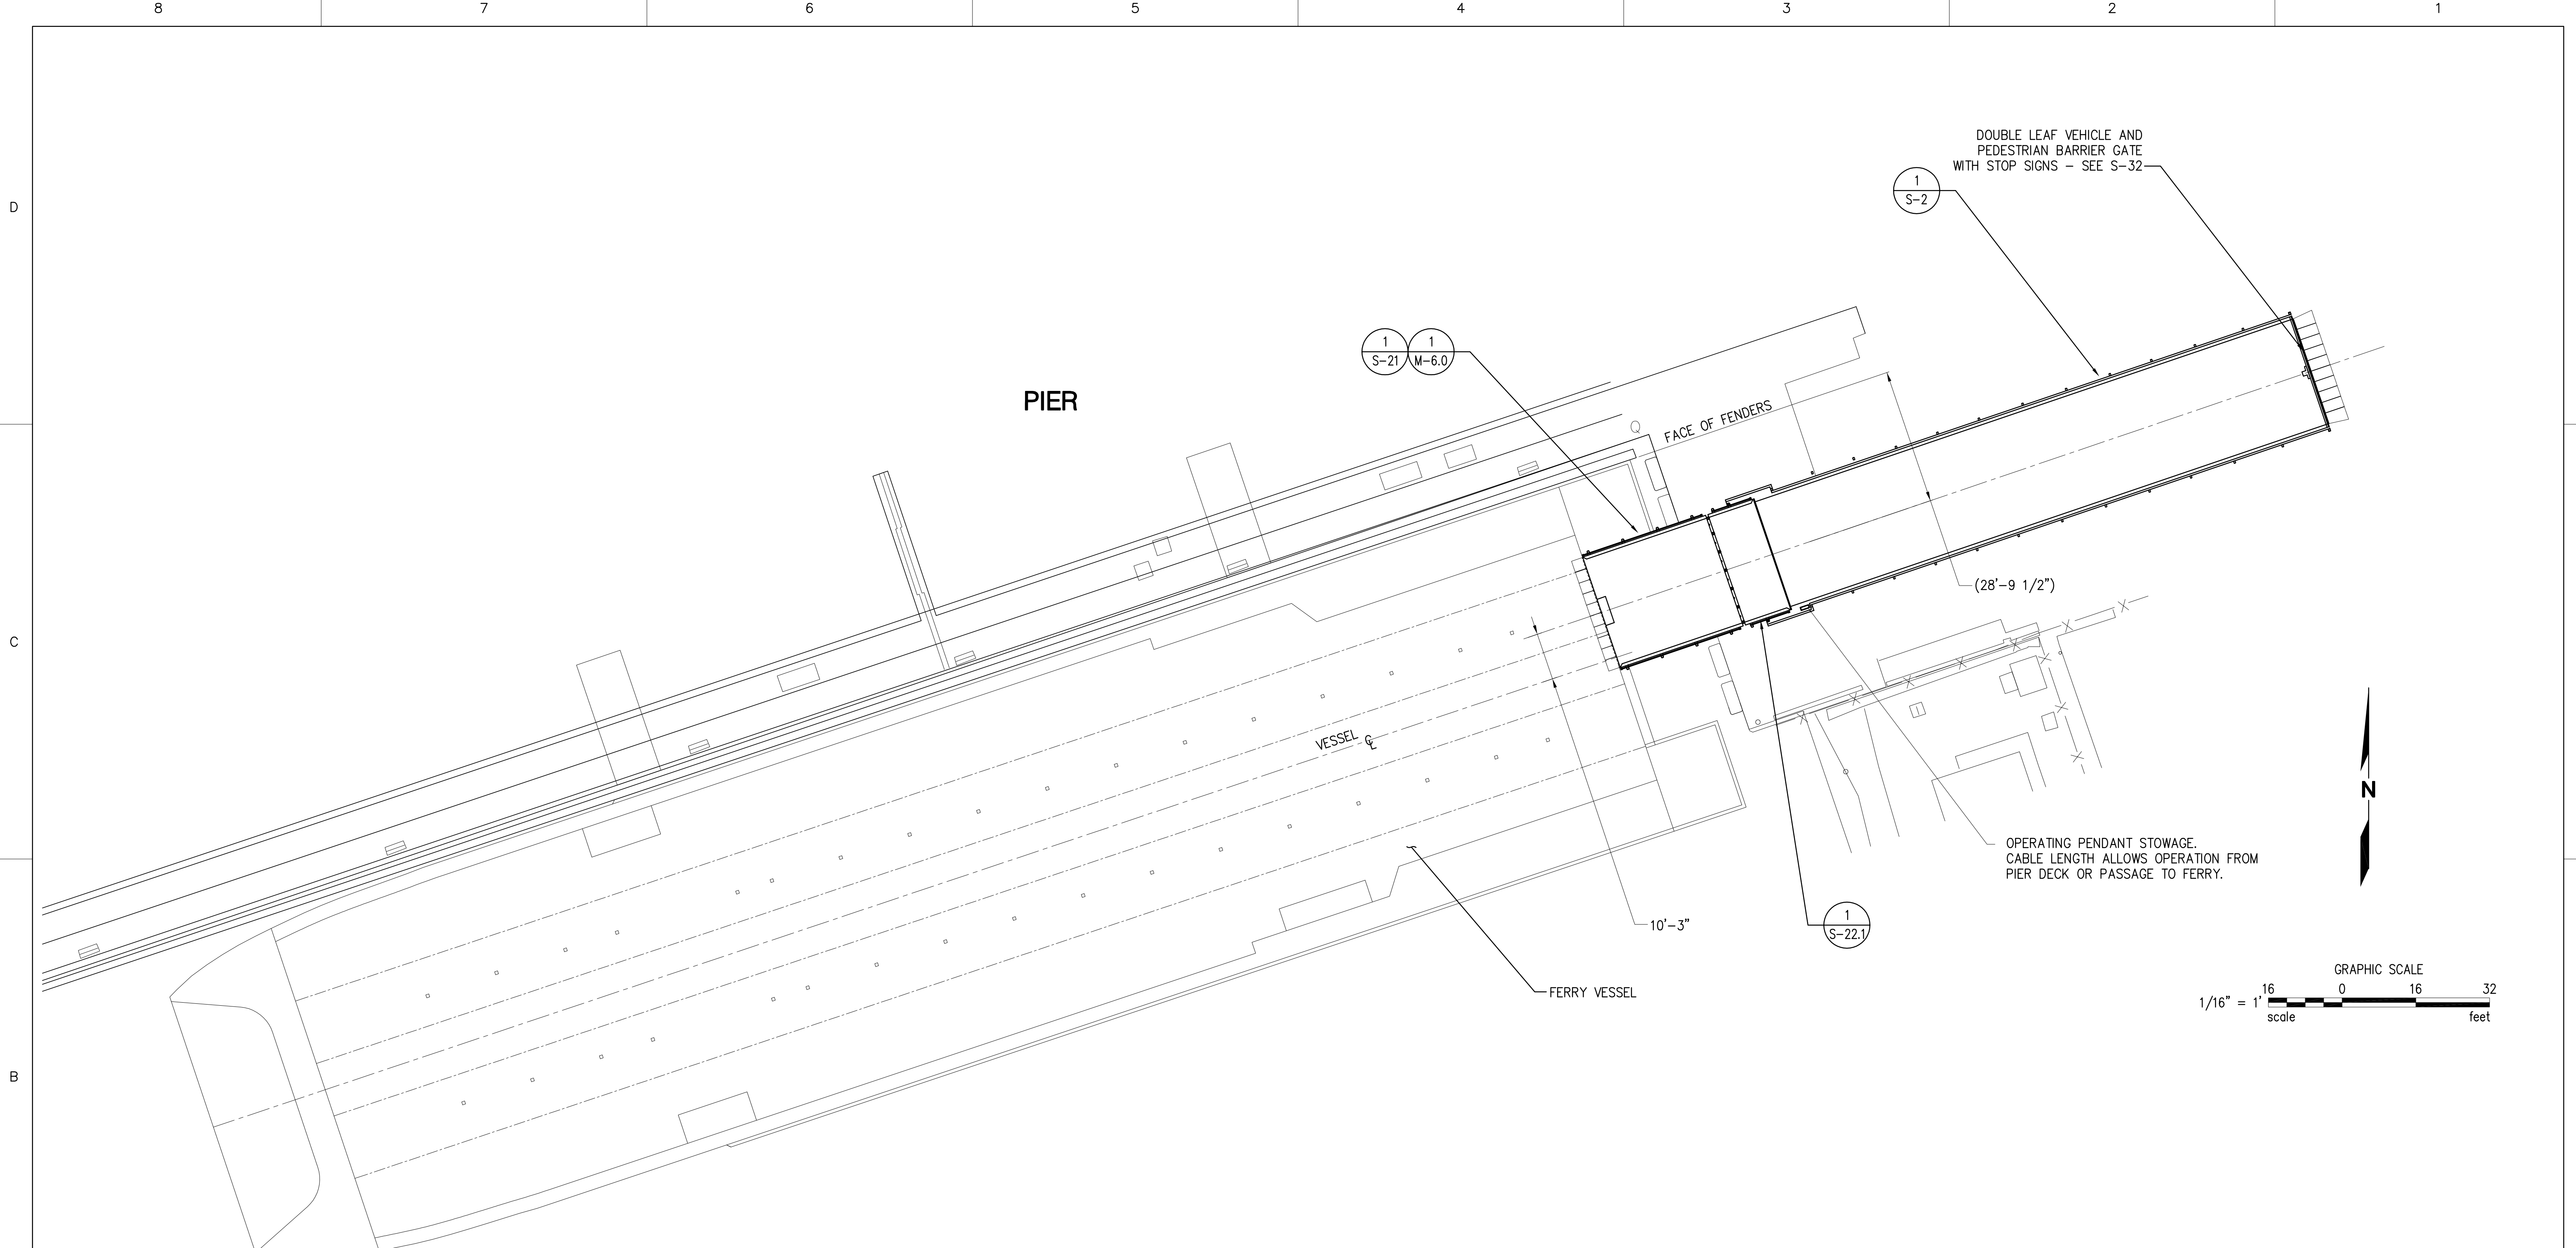 8 7 6 5 4 3 2 1
D
C
B
DOUBLE LEAF VEHICLE AND
PEDESTRIAN BARRIER GATE
WITH STOP SIGNS - SEE S-32
1
S-2
1
S-21
1
M-6.0
PIER
Q
FACE OF FENDERS
(28'-9 1/2")
VESSEL ℄
N
OPERATING PENDANT STOWAGE.
CABLE LENGTH ALLOWS OPERATION FROM
PIER DECK OR PASSAGE TO FERRY.
10'-3"
1
S-22.1
FERRY VESSEL
GRAPHIC SCALE
16 0 16 32
1/16" = 1'
scale feet